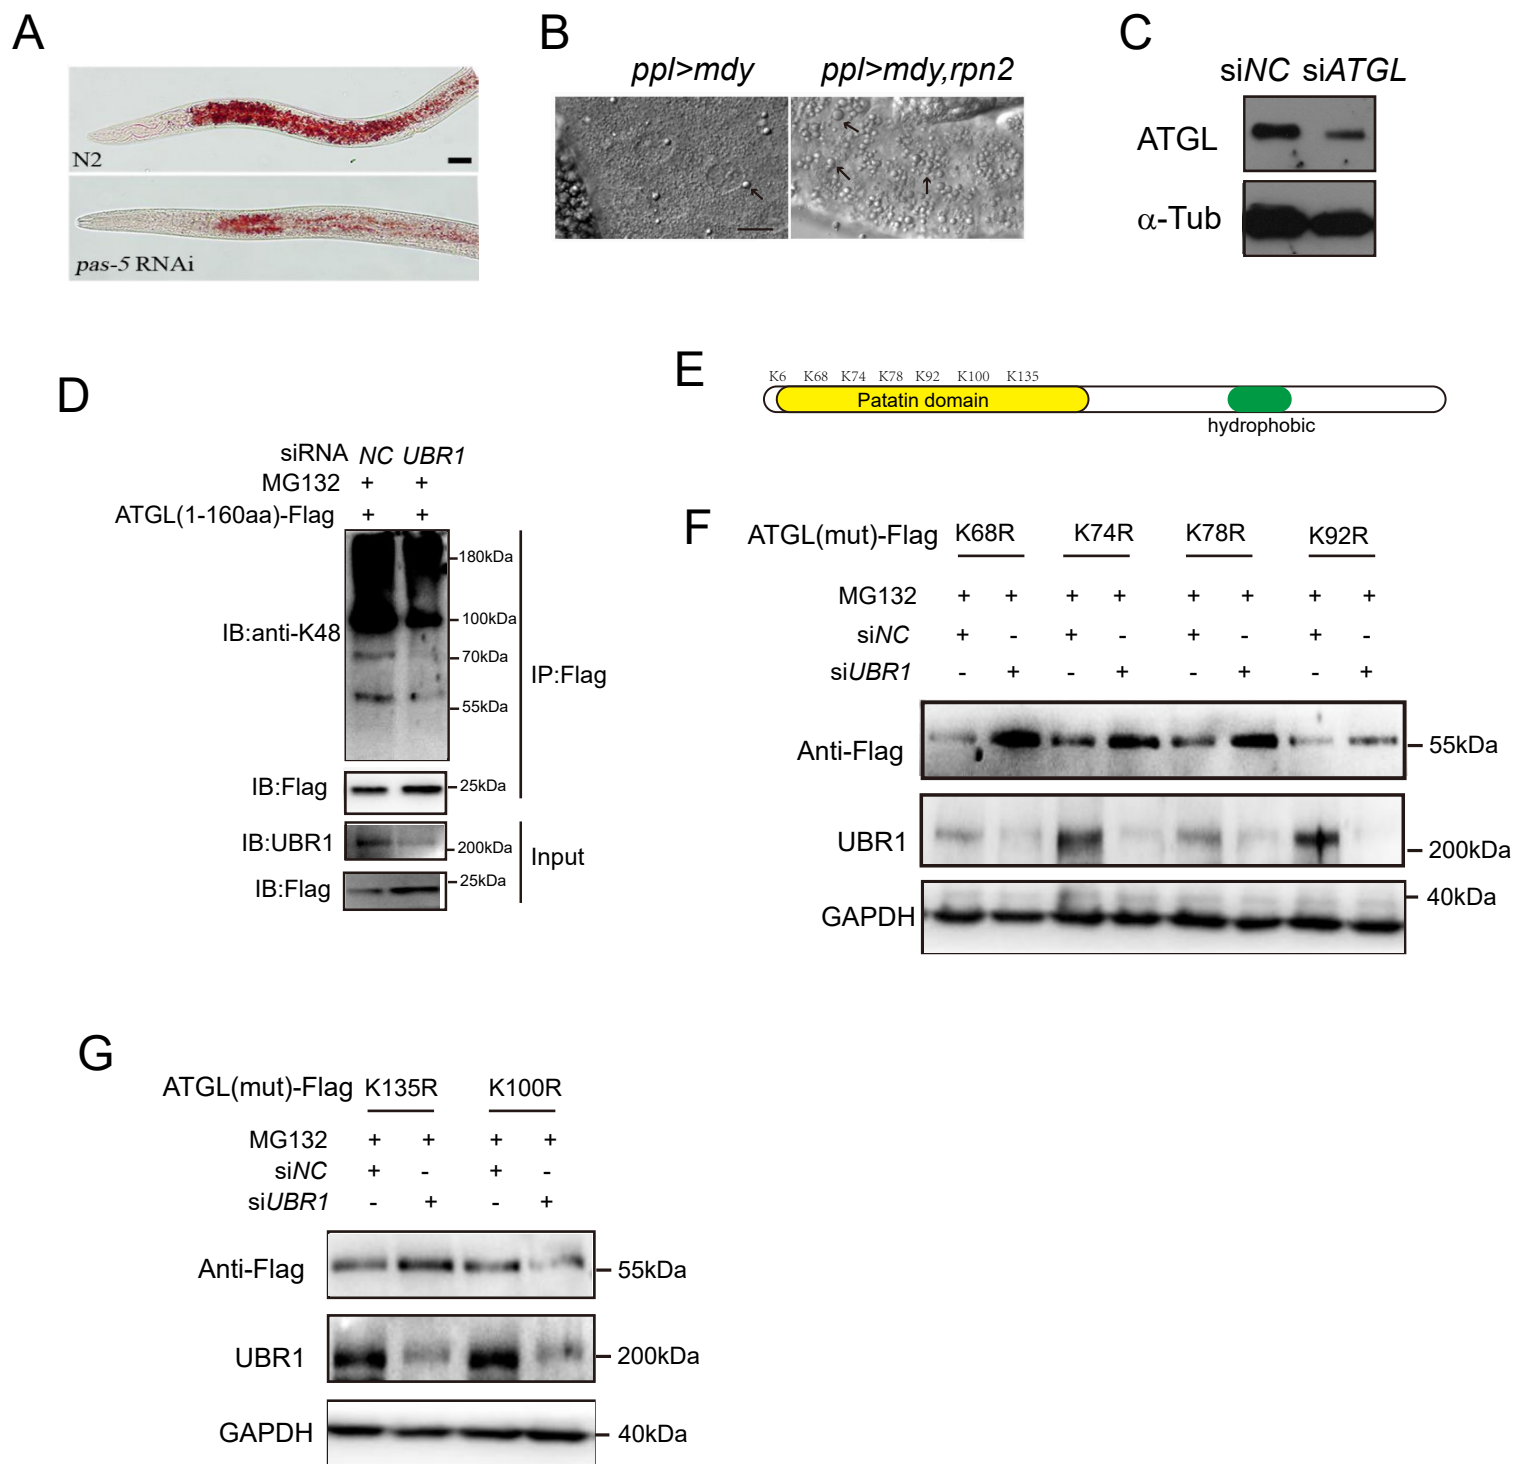 A
N2
pas-5 RNAi
B
ppl>mdy ppl>mdy,rpn2
C
siNC siATGL
ATGL
α-Tub
D
siRNA NC UBR1
MG132 + +
ATGL(1-160aa)-Flag + +
180kDa
100kDa
IB:anti-K48
70kDa
IP:Flag
55kDa
IB:Flag 25kDa
IB:UBR1 200kDa
Input
IB:Flag 25kDa
E
K6 K68 K74 K78 K92 K100 K135
Patatin domain
hydrophobic
F
ATGL(mut)-Flag K68R K74R K78R K92R
MG132 + + + + + + + +
siNC + - + - + - + -
siUBR1 - + - + - + - +
Anti-Flag 55kDa
UBR1 200kDa
GAPDH 40kDa
G
ATGL(mut)-Flag K135R K100R
MG132 + + + +
siNC + - + -
siUBR1 - + - +
Anti-Flag 55kDa
UBR1 200kDa
GAPDH 40kDa